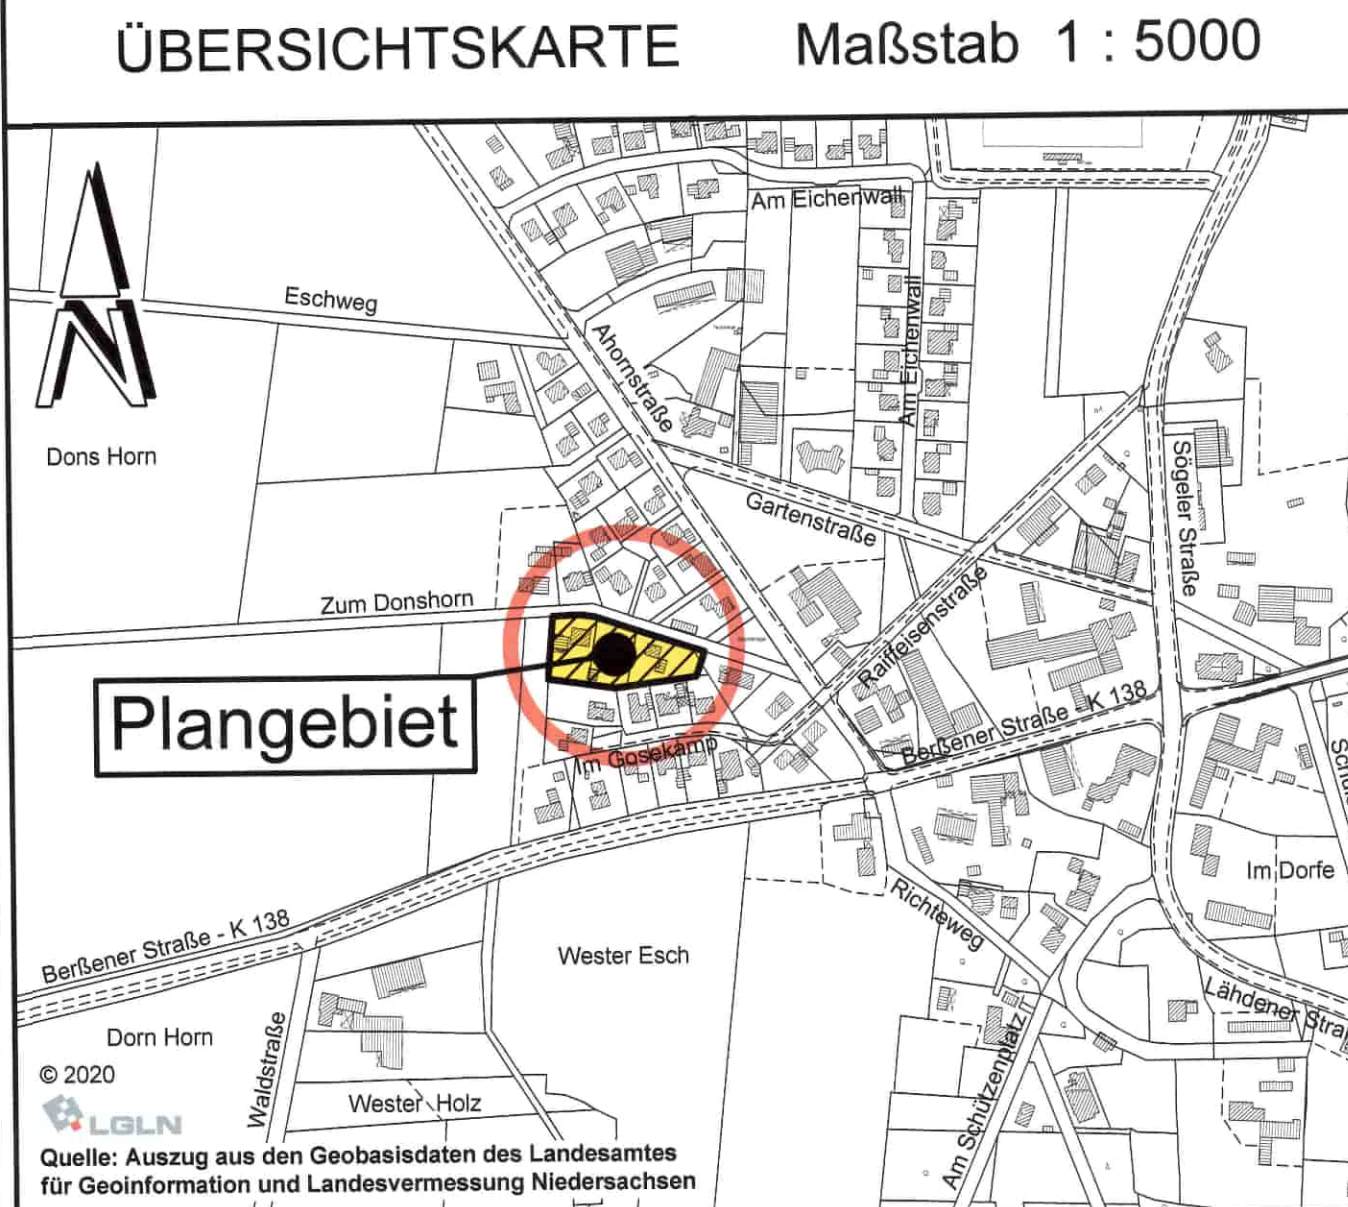 ÜBERSICHTSKARTE Maßstab 1 : 5000
Am Eichenwall
Eschweg
N
Ahornstraße
Am Eichenwall
Dons Horn
Gartenstraße
Sögeler Straße
Zum Donshorn
Raiffeisenstraße
Plangebiet
Im Gosekamp
Berßener Straße - K 138
Im Dorfe
Richteweg
Berßener Straße - K 138
Wester Esch
Lähdener
Dorn Horn
Waldstraße
Am Schützenplatz
© 2020
LGLN
Wester Holz
Quelle: Auszug aus den Geobasisdaten des Landesamtes
für Geoinformation und Landesvermessung Niedersachsen